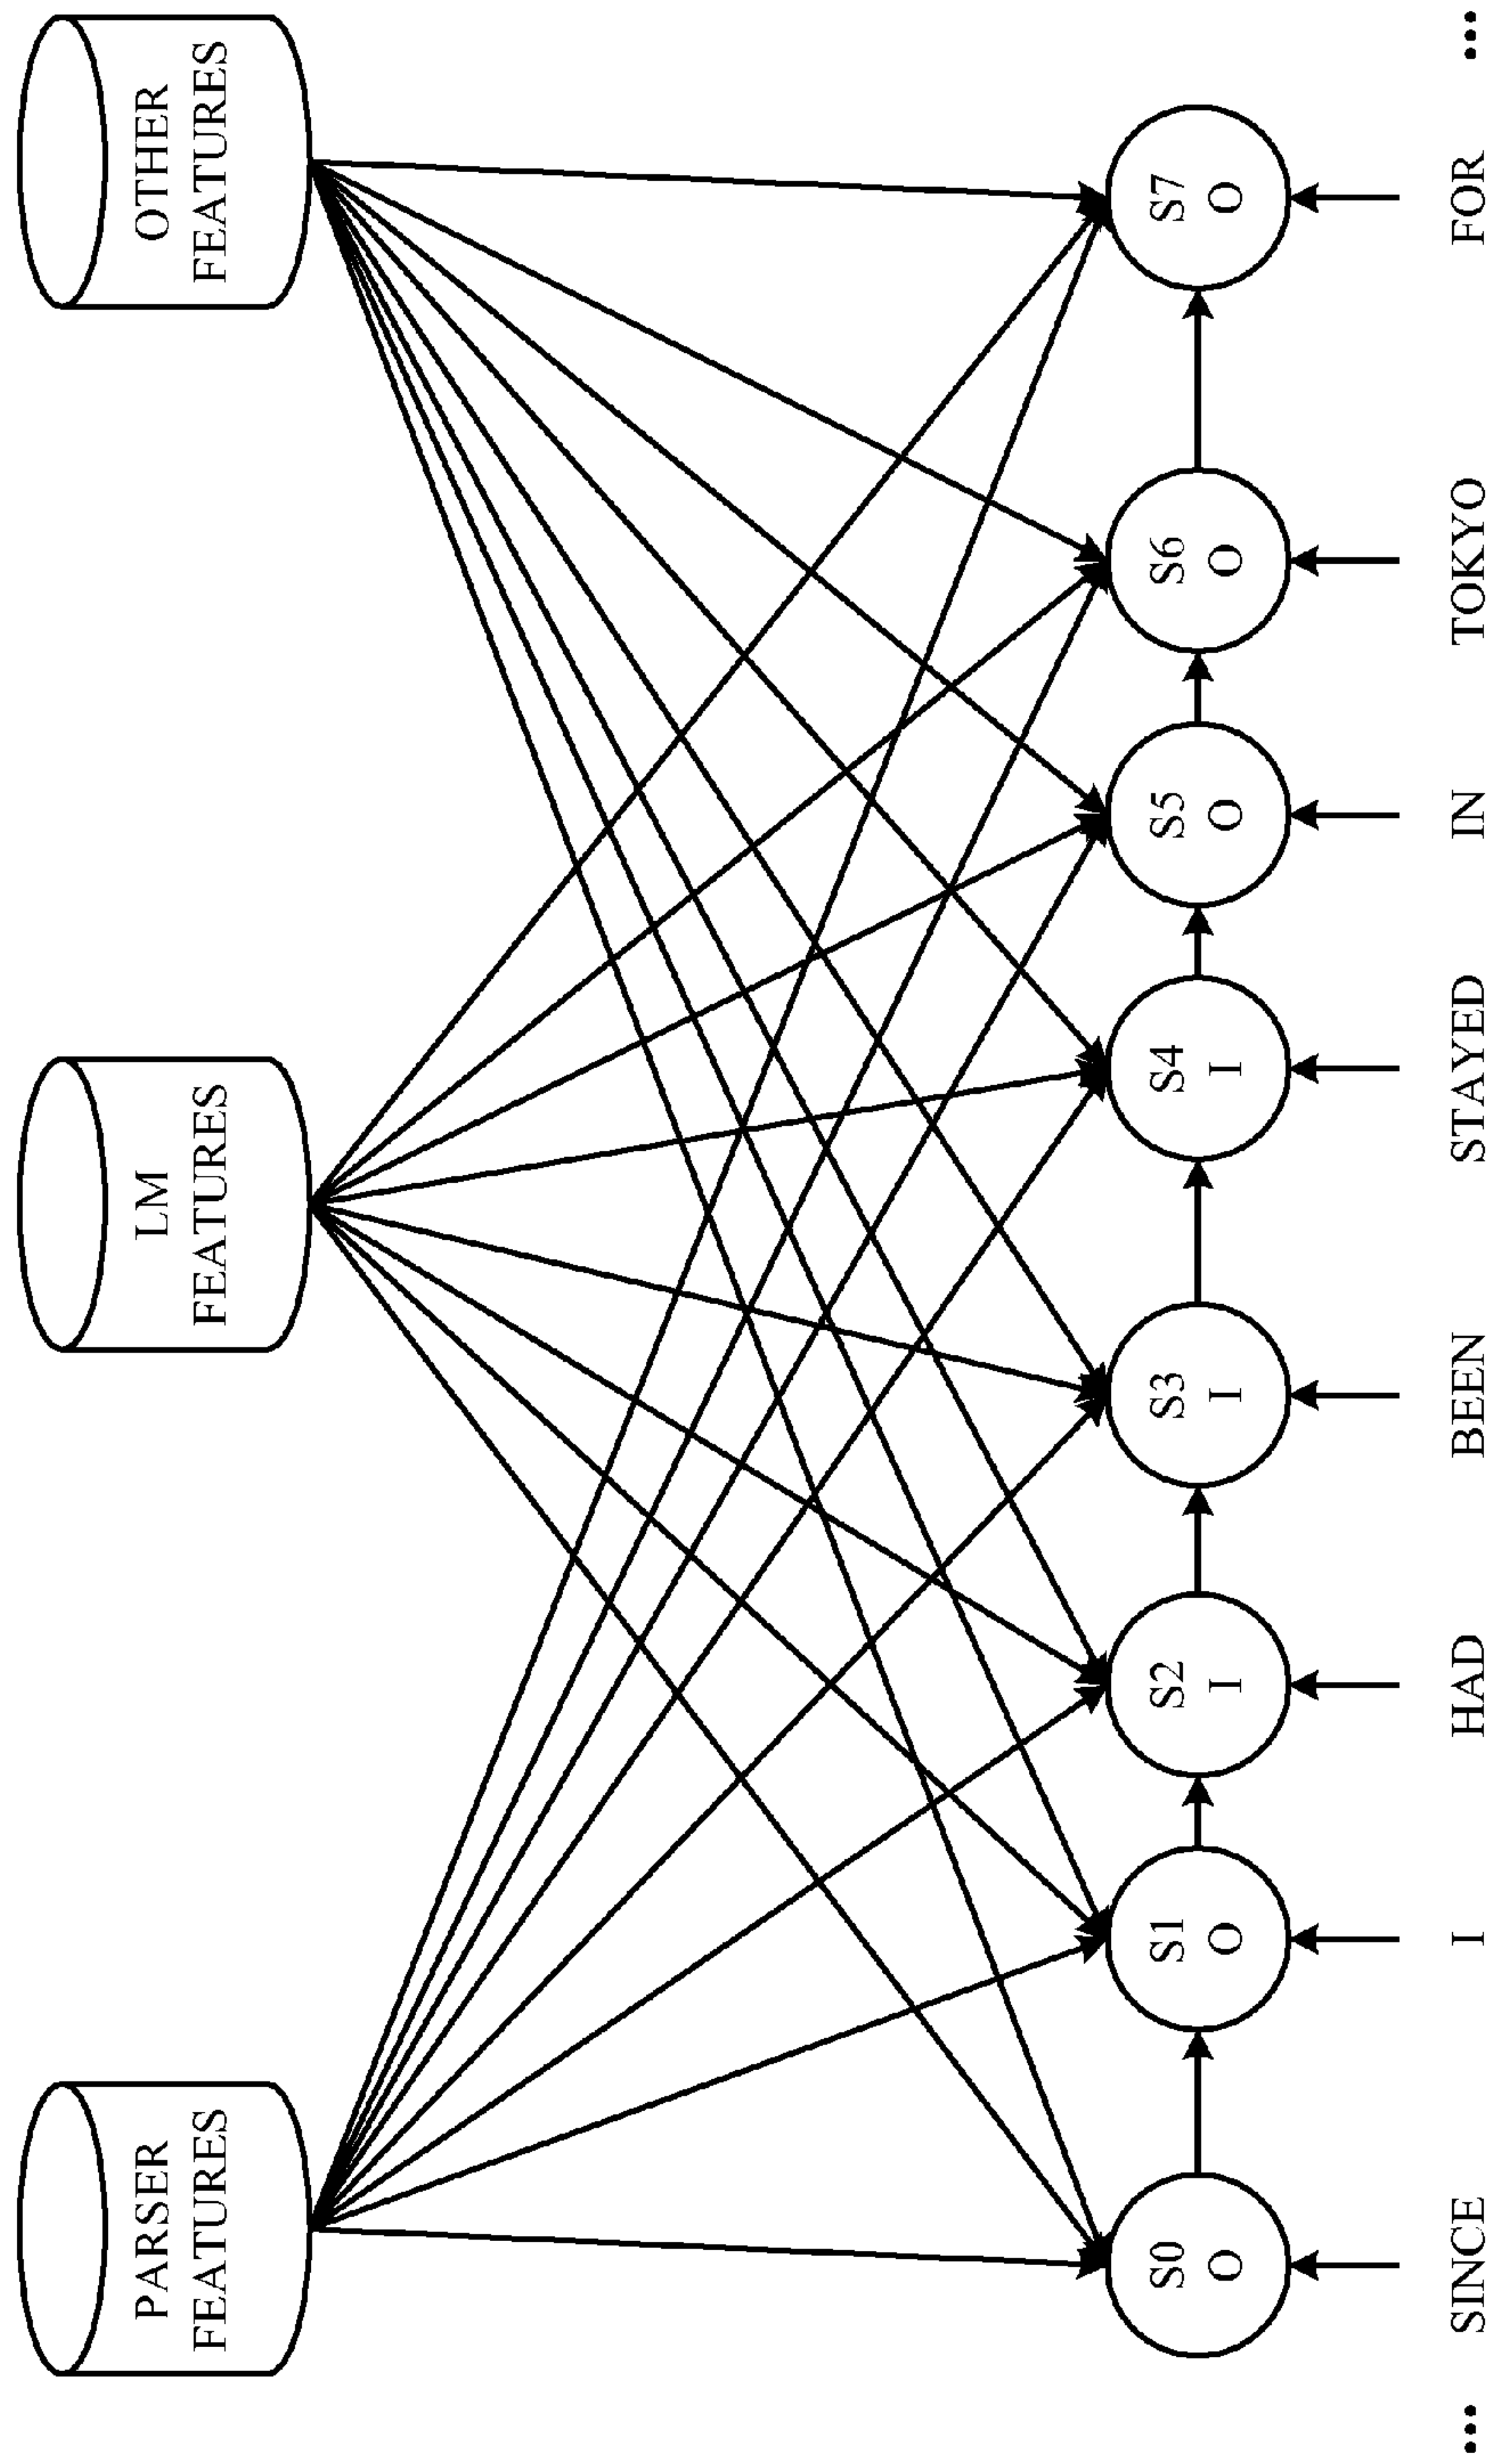 PARSER
FEATURES
LM
FEATURES
OTHER
FEATURES
S0
O
S1
O
S2
I
S3
I
S4
I
S5
O
S6
O
S7
O
... SINCE I HAD BEEN STAYED IN TOKYO FOR ...